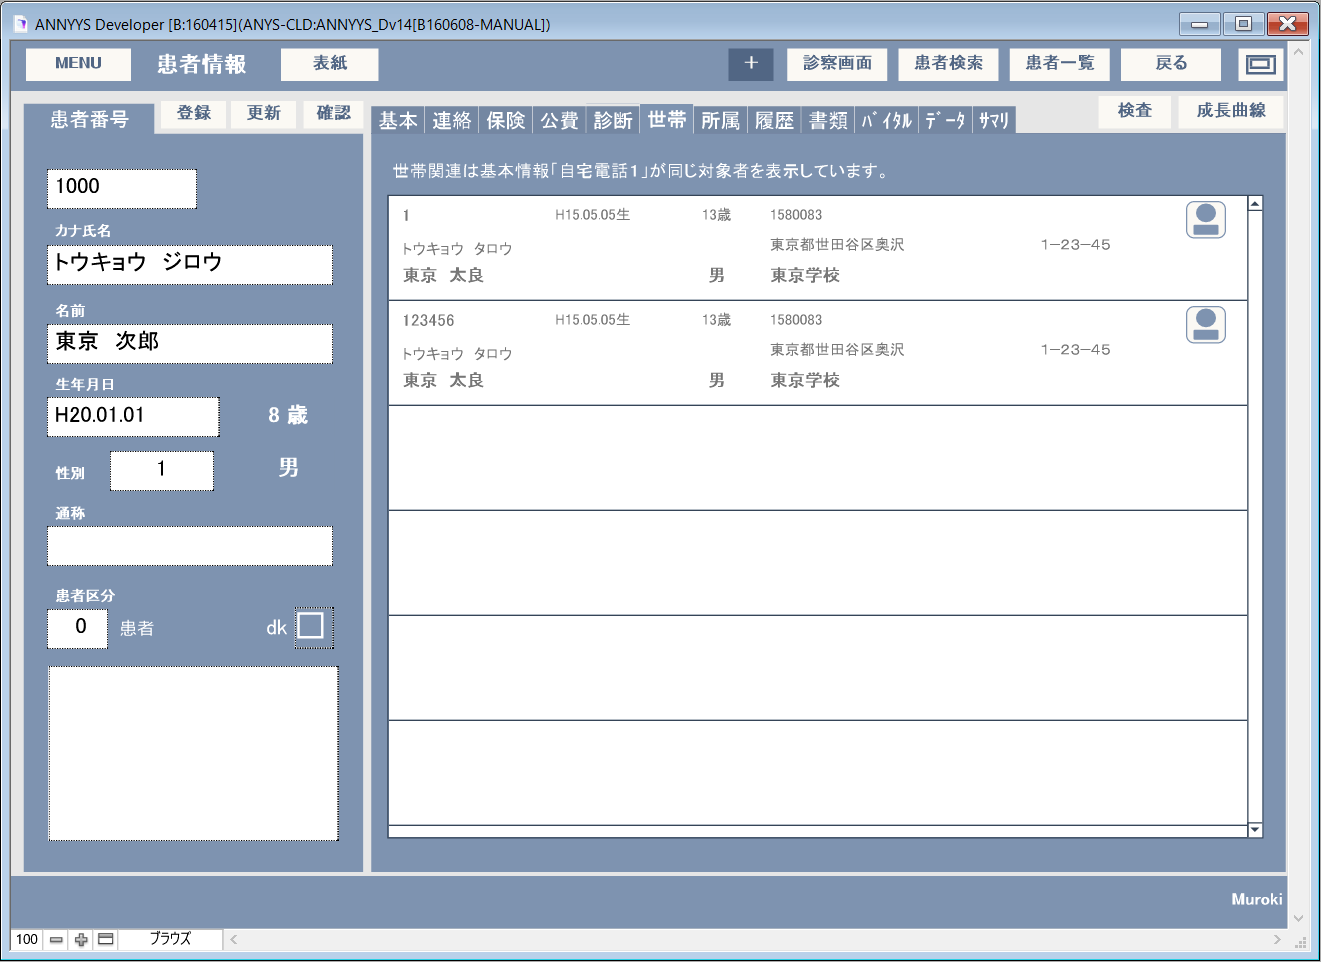 ANNYYS Developer [B:160415](ANYS-CLD:ANNYYS_Dv14[B160608-MANUAL])
MENU 患者情報 表紙 + 診察画面 患者検索 患者一覧 戻る
患者番号 登録 更新 確認 基本 連絡 保険 公費 診断 世帯 所属 履歴 書類 ﾊﾞｲﾀﾙ ﾃﾞｰﾀ ｻﾏﾘ 検査 成長曲線
1000
カナ氏名
トウキョウ ジロウ
名前
東京 次郎
生年月日
H20.01.01 8 歳
性別 1 男
通称
患者区分
0 患者 dk
世帯関連は基本情報「自宅電話１」が同じ対象者を表示しています。
1 H15.05.05生 13歳 1580083
トウキョウ タロウ 東京都世田谷区奥沢 1−23−45
東京 太良 男 東京学校
123456 H15.05.05生 13歳 1580083
トウキョウ タロウ 東京都世田谷区奥沢 1−23−45
東京 太良 男 東京学校
Muroki
100 ブラウズ